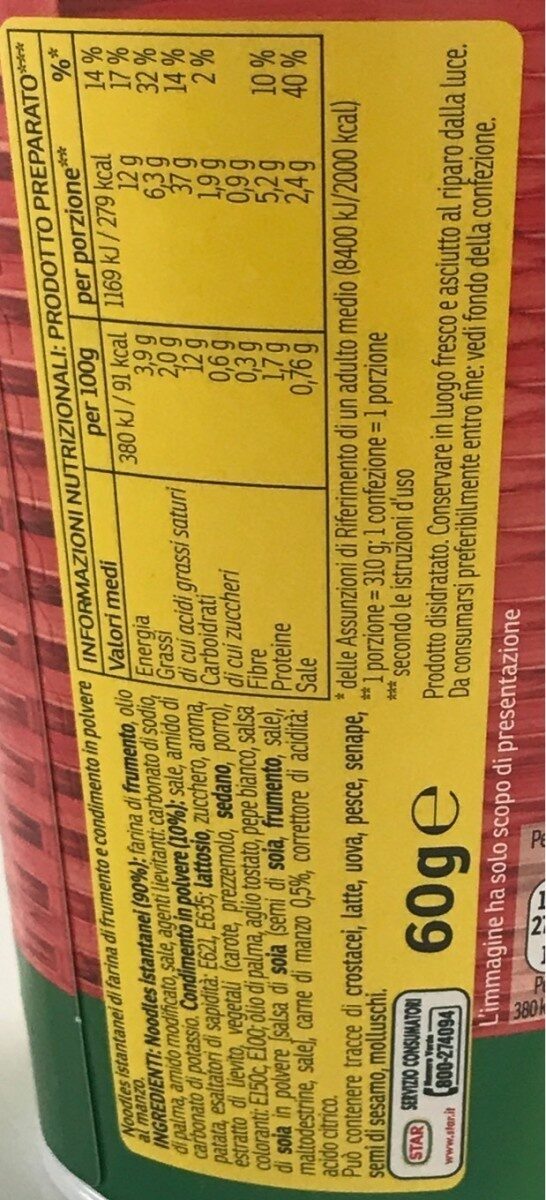 Noodles istantanei di farina di frumento e condimento in polvere
al manzo.
INGREDIENTI: Noodles istantanei (90%): farina di frumento, olio
di palma, amido modificato, sale, agenti lievitanti: carbonato di sodio,
carbonato di potassio. Condimento in polvere (10%): sale, amido di
patata, esaltatori di sapidità: E621, E635, lattosio, zucchero, aroma,
estratto di lievito, vegetali (carote, prezzemolo, sedano, porro),
coloranti: E150c, E100; olio di palma, aglio tostato, pepe bianco, salsa
di soia in polvere [salsa di soia (semi di soia, frumento, sale),
maltodestrine, sale], carne di manzo 0,5%, correttore di acidità:
acido citrico.
Può contenere tracce di crostacei, latte, uova, pesce, senape,
semi di sesamo, molluschi.
STAR SERVIZIO CONSUMATORI
Numero Verde
800-274094
www.star.it
60g e
INFORMAZIONI NUTRIZIONALI: PRODOTTO PREPARATO***
Valori medi per 100g per porzione** %*
Energia 380 kJ / 91 kcal 1169 kJ / 279 kcal 14 %
Grassi 3,9 g 12 g 17 %
di cui acidi grassi saturi 2,0 g 6,3 g 32 %
Carboidrati 12 g 37 g 14 %
di cui zuccheri 0,6 g 1,9 g 2 %
Fibre 0,3 g 0,9 g
Proteine 1,7 g 5,2 g 10 %
Sale 0,76 g 2,4 g 40 %
* delle Assunzioni di Riferimento di un adulto medio (8400 kJ/2000 kcal)
** 1 porzione = 310 g; 1 confezione = 1 porzione
*** secondo le Istruzioni d'uso
Prodotto disidratato. Conservare in luogo fresco e asciutto al riparo dalla luce.
Da consumarsi preferibilmente entro fine: vedi fondo della confezione.
L'immagine ha solo scopo di presentazione